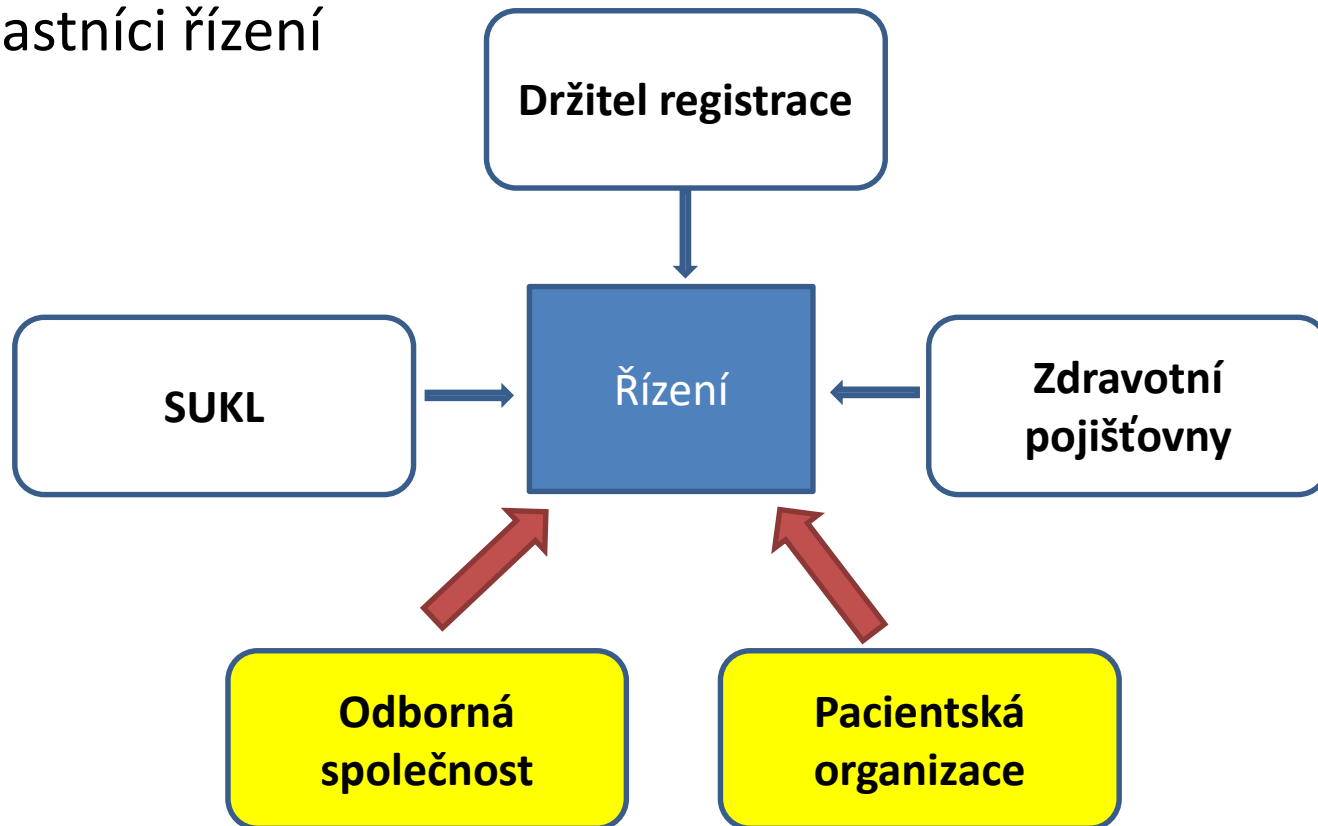 astníci řízení
Držitel registrace
SUKL
Řízení
Zdravotní
pojišťovny
Odborná
společnost
Pacientská
organizace